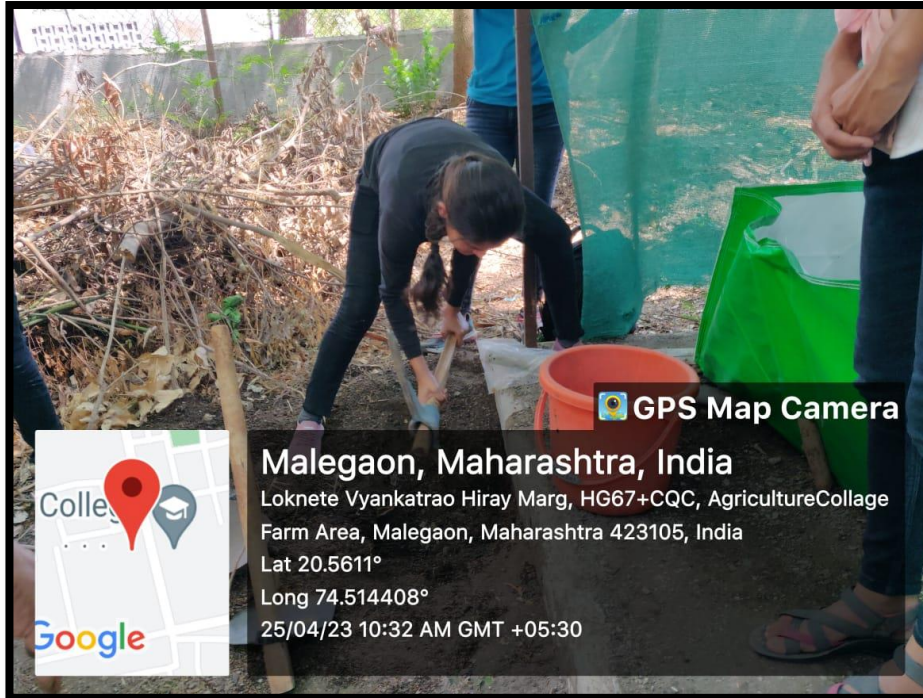 GPS Map Camera
Colleg
Google
Malegaon, Maharashtra, India
Loknete Vyankatrao Hiray Marg, HG67+CQC, AgricultureCollage
Farm Area, Malegaon, Maharashtra 423105, India
Lat 20.5611°
Long 74.514408°
25/04/23 10:32 AM GMT +05:30